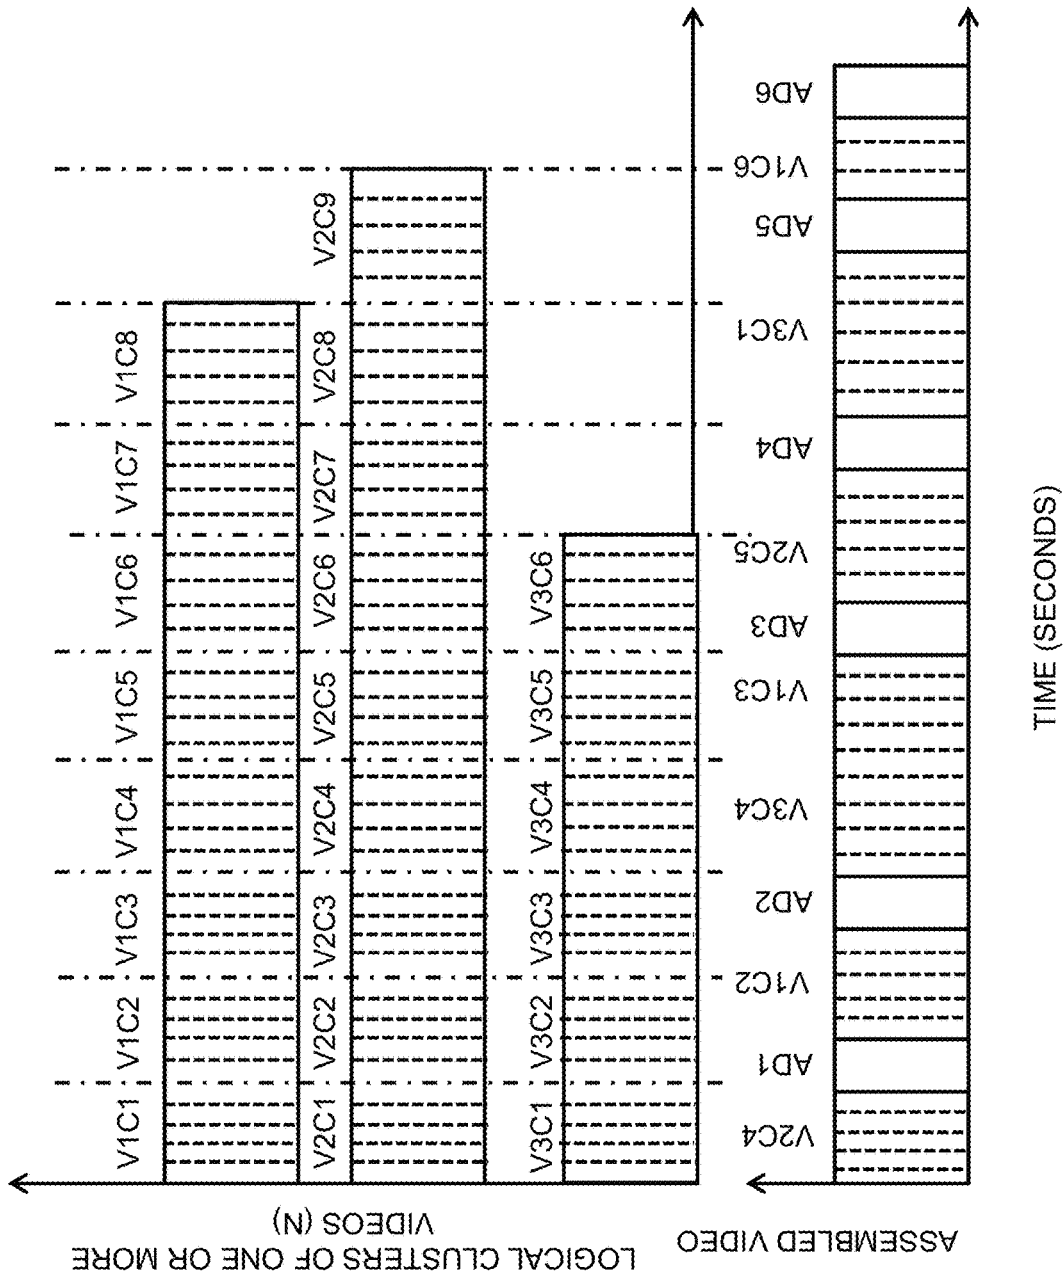 LOGICAL CLUSTERS OF ONE OR MORE
VIDEOS (N)
V1C1 V1C2 V1C3 V1C4 V1C5 V1C6 V1C7 V1C8
V2C1 V2C2 V2C3 V2C4 V2C5 V2C6 V2C7 V2C8 V2C9
V3C1 V3C2 V3C3 V3C4 V3C5 V3C6
ASSEMBLED VIDEO
V2C4 AD1 V1C2 AD2 V3C4 V1C3 AD3 V2C5 AD4 V3C1 AD5 V1C6 AD6
TIME (SECONDS)